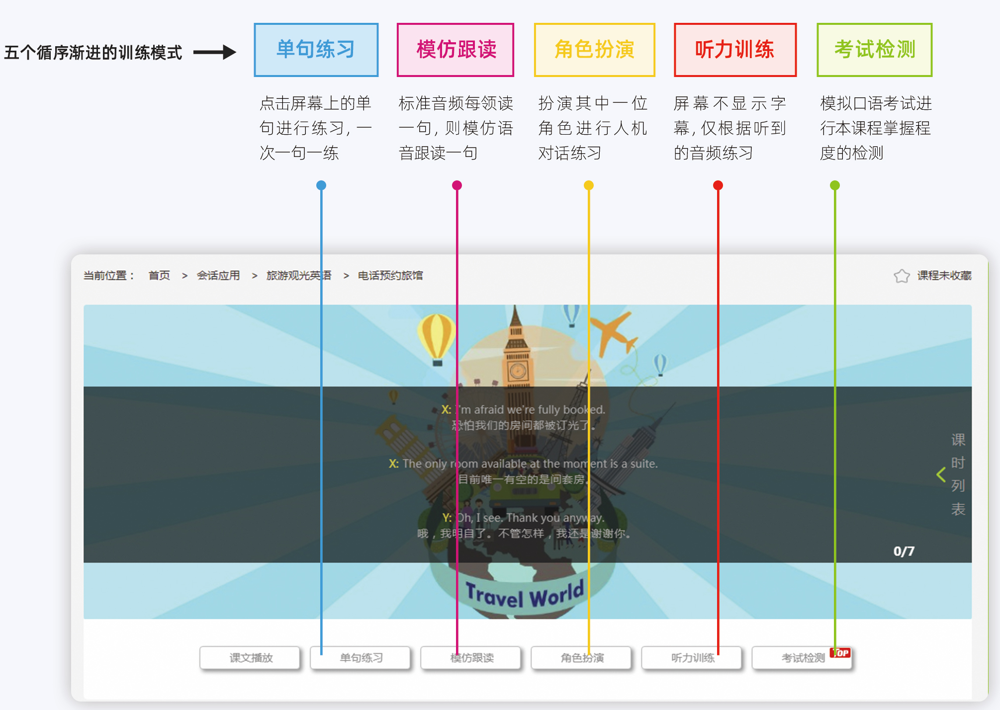 五个循序渐进的训练模式
单句练习
点击屏幕上的单
句进行练习, 一
次一句一练
模仿跟读
标准音频每领读
一句, 则模仿语
音跟读一句
角色扮演
扮演其中一位
角色进行人机
对话练习
听力训练
屏幕不显示字
幕, 仅根据听到
的音频练习
考试检测
模拟口语考试进
行本课程掌握程
度的检测
当前位置： 首页 > 会话应用 > 旅游观光英语 > 电话预约旅馆
课程未收藏
X: I'm afraid we're fully booked.
恐怕我们的房间都被订光了。
X: The only room available at the moment is a suite.
目前唯一有空的是间套房。
Y: Oh, I see. Thank you anyway.
哦，我明自了。不管怎样，我还是谢谢你。
课时列表
0/7
Travel World
课文播放
单句练习
模仿跟读
角色扮演
听力训练
考试检测
TOP